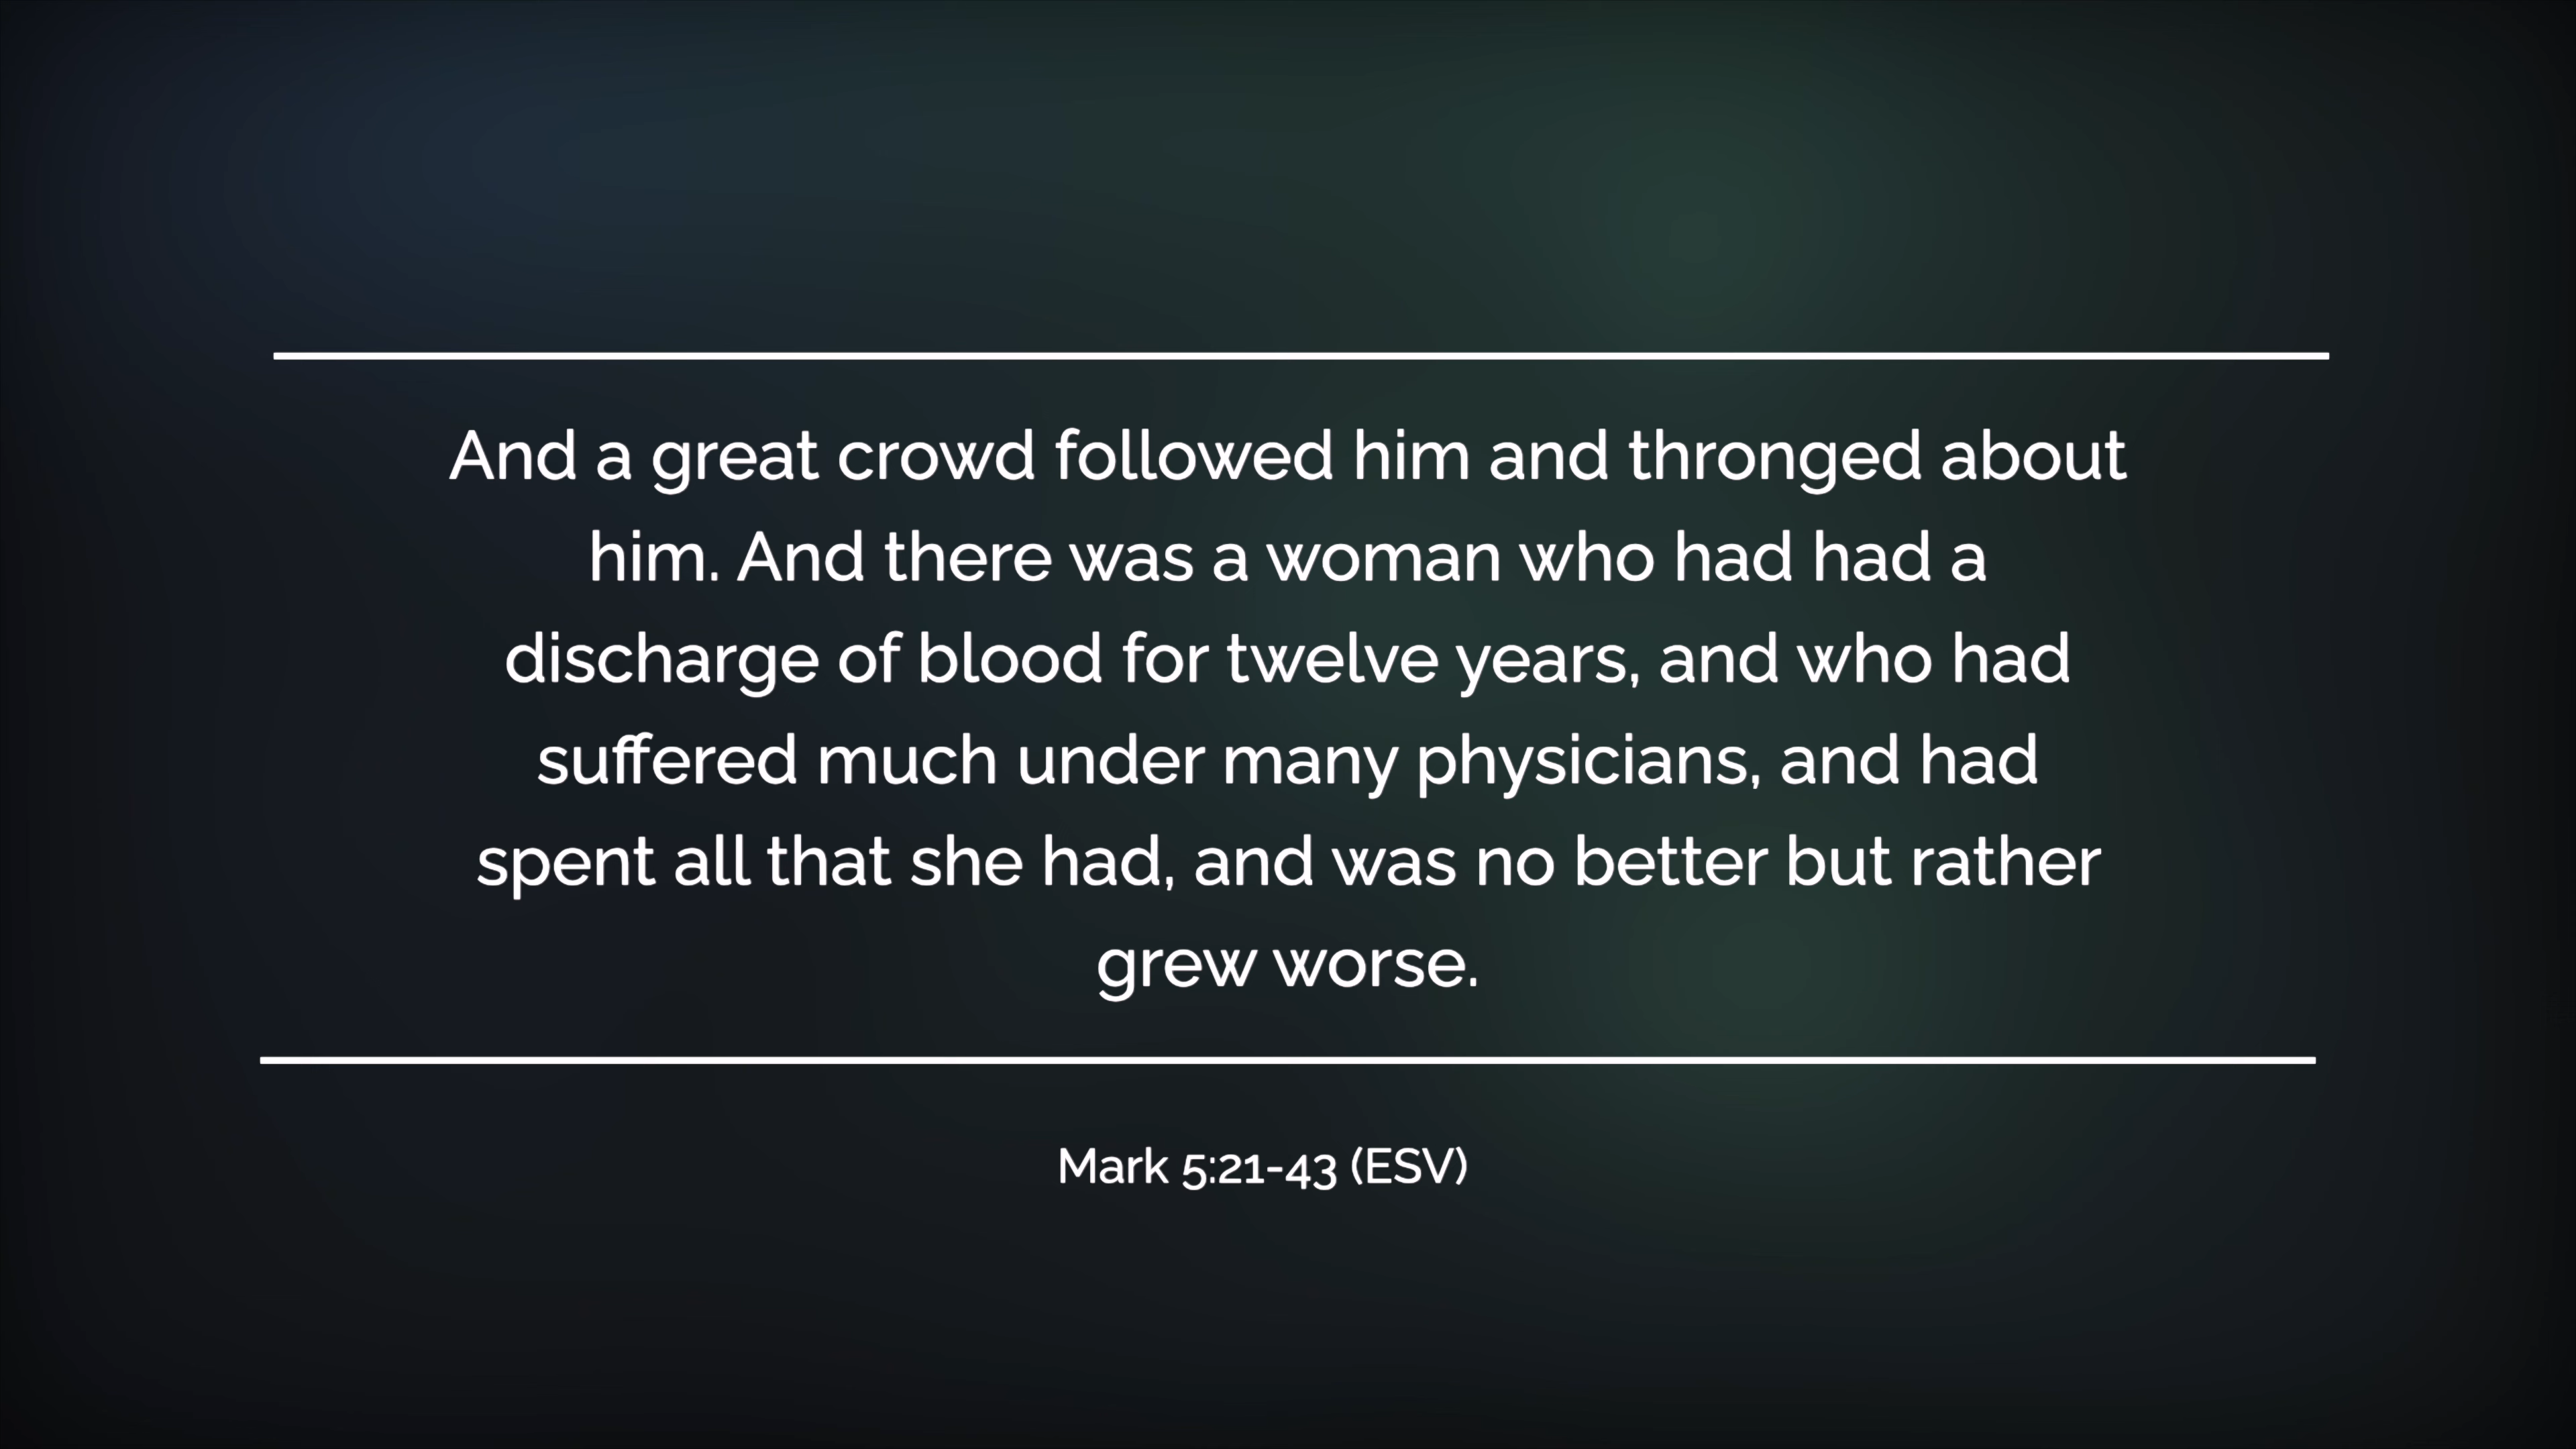 And a great crowd followed him and thronged about
him. And there was a woman who had had a
discharge of blood for twelve years, and who had
suffered much under many physicians, and had
spent all that she had, and was no better but rather
grew worse.
Mark 5:21-43 (ESV)